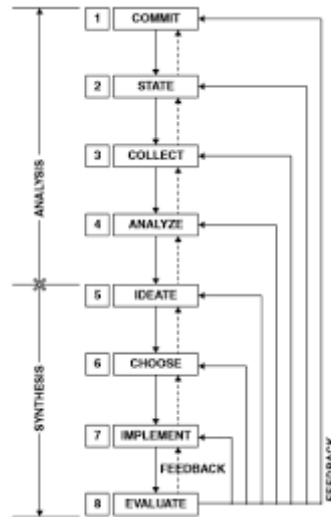 1 COMMIT
2 STATE
3 COLLECT
4 ANALYZE
5 IDEATE
6 CHOOSE
7 IMPLEMENT
FEEDBACK
8 EVALUATE
ANALYSIS
SYNTHESIS
FEEDBACK